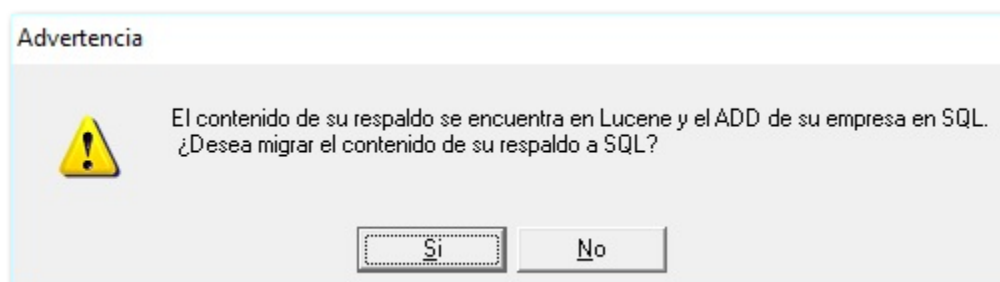 Advertencia
El contenido de su respaldo se encuentra en Lucene y el ADD de su empresa en SQL.
¿Desea migrar el contenido de su respaldo a SQL?
Si
No